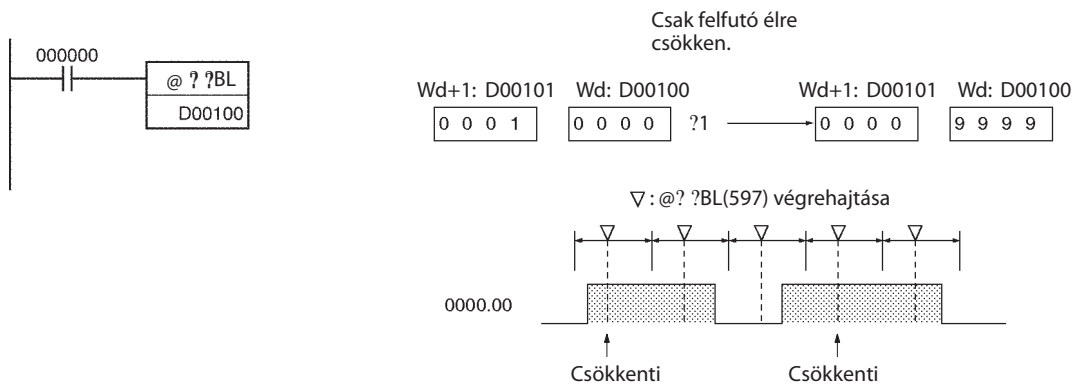 Csak felfutó élre
csökken.
000000
@ ? ?BL
D00100
Wd+1: D00101 Wd: D00100 Wd+1: D00101 Wd: D00100
0 0 0 1 0 0 0 0 ?1 0 0 0 0 9 9 9 9
: @? ?BL(597) végrehajtása
0000.00
Csökkenti Csökkenti